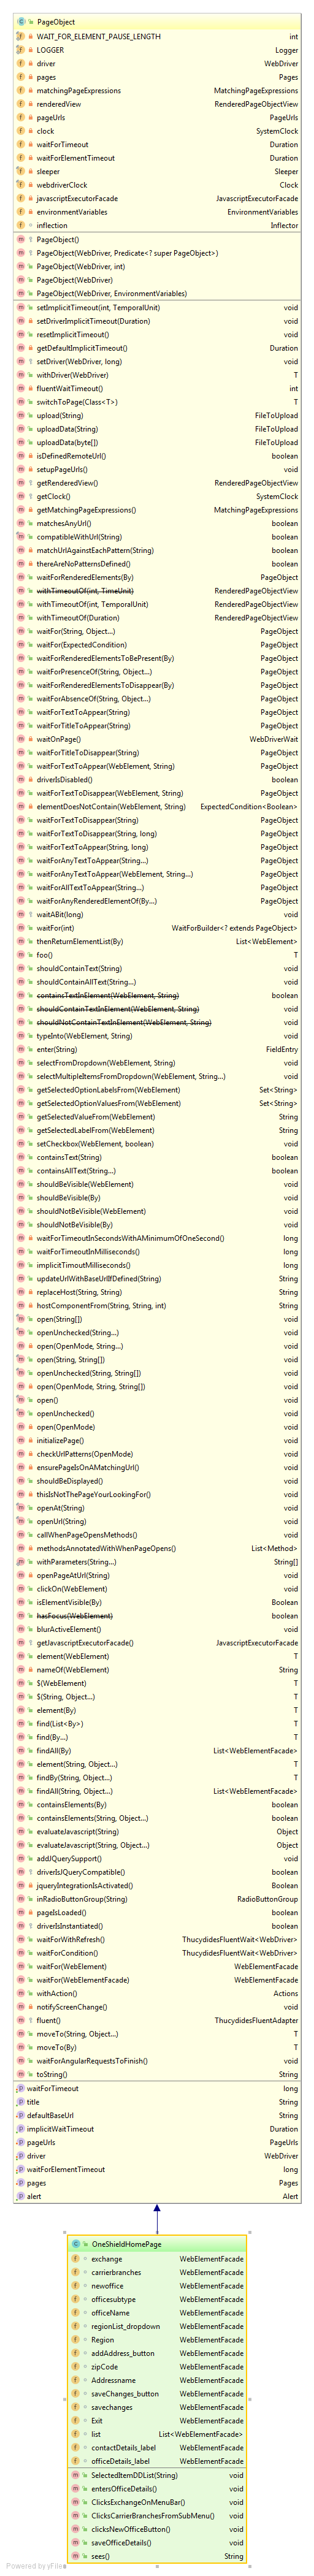 PageObject
WAIT_FOR_ELEMENT_PAUSE_LENGTH int
LOGGER Logger
driver WebDriver
pages Pages
matchingPageExpressions MatchingPageExpressions
renderedView RenderedPageObjectView
pageUrls PageUrls
clock SystemClock
waitForTimeout Duration
waitForElementTimeout Duration
sleeper Sleeper
webdriverClock Clock
javascriptExecutorFacade JavascriptExecutorFacade
environmentVariables EnvironmentVariables
inflection Inflector
PageObject()
PageObject(WebDriver, Predicate<? super PageObject>)
PageObject(WebDriver, int)
PageObject(WebDriver)
PageObject(WebDriver, EnvironmentVariables)
setImplicitTimeout(int, TemporalUnit) void
setDriverImplicitTimeout(Duration) void
resetImplicitTimeout() void
getDefaultImplicitTimeout() Duration
setDriver(WebDriver, long) void
withDriver(WebDriver) T
fluentWaitTimeout() int
switchToPage(Class<T>) T
upload(String) FileToUpload
uploadData(String) FileToUpload
uploadData(byte[]) FileToUpload
isDefinedRemoteUrl() boolean
setupPageUrls() void
getRenderedView() RenderedPageObjectView
getClock() SystemClock
getMatchingPageExpressions() MatchingPageExpressions
matchesAnyUrl() boolean
compatibleWithUrl(String) boolean
matchUrlAgainstEachPattern(String) boolean
thereAreNoPatternsDefined() boolean
waitForRenderedElements(By) PageObject
withTimeoutOf(int, TimeUnit) RenderedPageObjectView
withTimeoutOf(int, TemporalUnit) RenderedPageObjectView
withTimeoutOf(Duration) RenderedPageObjectView
waitFor(String, Object...) PageObject
waitFor(ExpectedCondition) PageObject
waitForRenderedElementsToBePresent(By) PageObject
waitForPresenceOf(String, Object...) PageObject
waitForRenderedElementsToDisappear(By) PageObject
waitForAbsenceOf(String, Object...) PageObject
waitForTextToAppear(String) PageObject
waitForTitleToAppear(String) PageObject
waitOnPage() WebDriverWait
waitForTitleToDisappear(String) PageObject
waitForTextToAppear(WebElement, String) PageObject
driverIsDisabled() boolean
waitForTextToDisappear(WebElement, String) PageObject
elementDoesNotContain(WebElement, String) ExpectedCondition<Boolean>
waitForTextToDisappear(String) PageObject
waitForTextToDisappear(String, long) PageObject
waitForTextToAppear(String, long) PageObject
waitForAnyTextToAppear(String...) PageObject
waitForAnyTextToAppear(WebElement, String...) PageObject
waitForAllTextToAppear(String...) PageObject
waitForAnyRenderedElementOf(By...) PageObject
waitABit(long) void
waitFor(int) WaitForBuilder<? extends PageObject>
thenReturnElementList(By) List<WebElement>
foo() T
shouldContainText(String) void
shouldContainAllText(String...) void
containsTextInElement(WebElement, String) boolean
shouldContainTextInElement(WebElement, String) void
shouldNotContainTextInElement(WebElement, String) void
typeInto(WebElement, String) void
enter(String) FieldEntry
selectFromDropdown(WebElement, String) void
selectMultipleItemsFromDropdown(WebElement, String...) void
getSelectedOptionLabelsFrom(WebElement) Set<String>
getSelectedOptionValuesFrom(WebElement) Set<String>
getSelectedValueFrom(WebElement) String
getSelectedLabelFrom(WebElement) String
setCheckbox(WebElement, boolean) void
containsText(String) boolean
containsAllText(String...) boolean
shouldBeVisible(WebElement) void
shouldBeVisible(By) void
shouldNotBeVisible(WebElement) void
shouldNotBeVisible(By) void
waitForTimeoutInSecondsWithAMinimumOfOneSecond() long
waitForTimeoutInMilliseconds() long
implicitTimoutMilliseconds() long
updateUrlWithBaseUrlIfDefined(String) String
replaceHost(String, String) String
hostComponentFrom(String, String, int) String
open(String[]) void
openUnchecked(String...) void
open(OpenMode, String...) void
open(String, String[]) void
openUnchecked(String, String[]) void
open(OpenMode, String, String[]) void
open() void
openUnchecked() void
open(OpenMode) void
initializePage() void
checkUrlPatterns(OpenMode) void
ensurePageIsOnAMatchingUrl() void
shouldBeDisplayed() void
thisIsNotThePageYourLookingFor() void
openAt(String) void
openUrl(String) void
callWhenPageOpensMethods() void
methodsAnnotatedWithWhenPageOpens() List<Method>
withParameters(String...) String[]
openPageAtUrl(String) void
clickOn(WebElement) void
isElementVisible(By) Boolean
hasFocus(WebElement) boolean
blurActiveElement() void
getJavascriptExecutorFacade() JavascriptExecutorFacade
element(WebElement) T
nameOf(WebElement) String
$(WebElement) T
$(String, Object...) T
element(By) T
find(List<By>) T
find(By...) T
findAll(By) List<WebElementFacade>
element(String, Object...) T
findBy(String, Object...) T
findAll(String, Object...) List<WebElementFacade>
containsElements(By) boolean
containsElements(String, Object...) boolean
evaluateJavascript(String) Object
evaluateJavascript(String, Object...) Object
addJQuerySupport() void
driverIsJQueryCompatible() boolean
jqueryIntegrationIsActivated() Boolean
inRadioButtonGroup(String) RadioButtonGroup
pageIsLoaded() boolean
driverIsInstantiated() boolean
waitForWithRefresh() ThucydidesFluentWait<WebDriver>
waitForCondition() ThucydidesFluentWait<WebDriver>
waitFor(WebElement) WebElementFacade
waitFor(WebElementFacade) WebElementFacade
withAction() Actions
notifyScreenChange() void
fluent() ThucydidesFluentAdapter
moveTo(String, Object...) T
moveTo(By) T
waitForAngularRequestsToFinish() void
toString() String
waitForTimeout long
title String
defaultBaseUrl String
implicitWaitTimeout Duration
pageUrls PageUrls
driver WebDriver
waitForElementTimeout long
pages Pages
alert Alert
OneShieldHomePage
exchange WebElementFacade
carrierbranches WebElementFacade
newoffice WebElementFacade
officesubtype WebElementFacade
officeName WebElementFacade
regionList_dropdown WebElementFacade
Region WebElementFacade
addAddress_button WebElementFacade
zipCode WebElementFacade
Addressname WebElementFacade
saveChanges_button WebElementFacade
savechanges WebElementFacade
Exit WebElementFacade
list List<WebElementFacade>
contactDetails_label WebElementFacade
officeDetails_label WebElementFacade
SelectedItemDDList(String) void
entersOfficeDetails() void
ClicksExchangeOnMenuBar() void
ClicksCarrierBranchesFromSubMenu() void
clicksNewOfficeButton() void
saveOfficeDetails() void
sees() String
Powered by yFiles